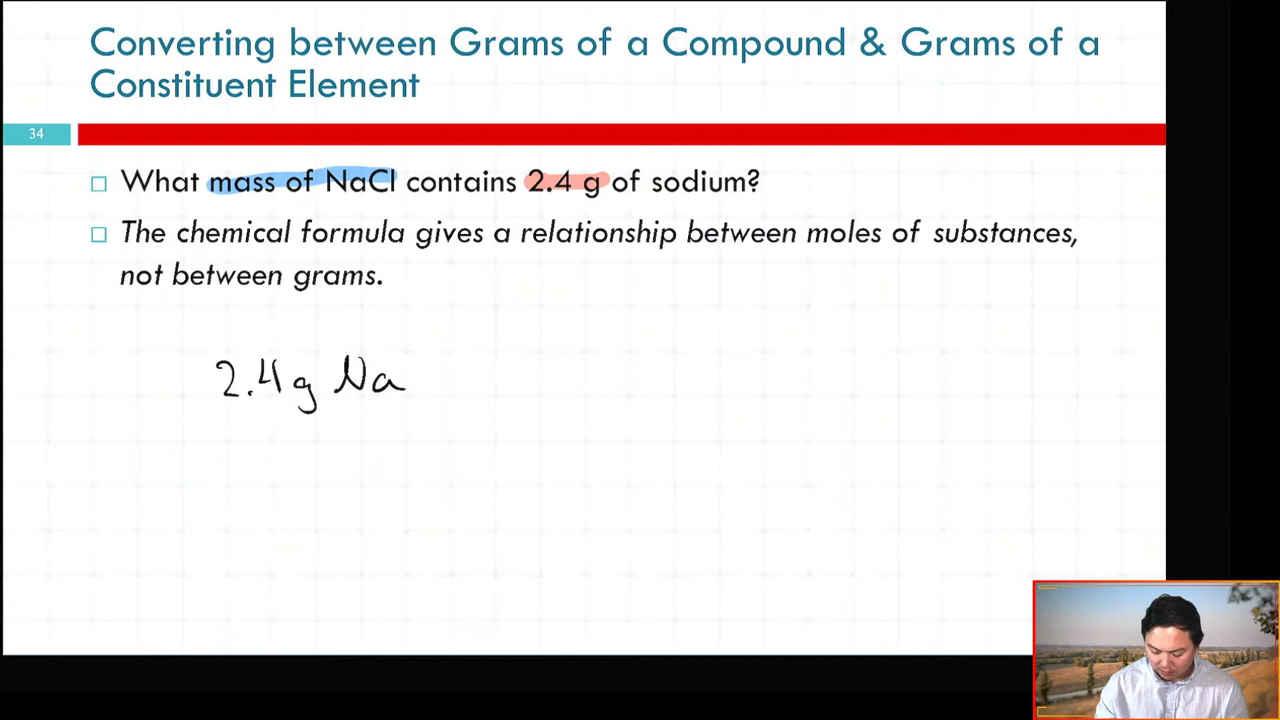 Converting between Grams of a Compound & Grams of a
Constituent Element
34
What mass of NaCl contains 2.4 g of sodium?
The chemical formula gives a relationship between moles of substances,
not between grams.
2.4g Na